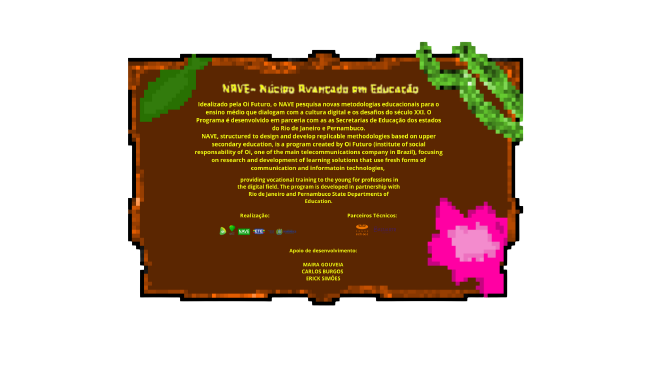 NAVE- Núcleo Avançado em Educação
Idealizado pela Oi Futuro, o NAVE pesquisa novas metodologias educacionais para o
ensino médio que dialogam com a cultura digital e os desafios do século XXI. O
Programa é desenvolvido em parceria com as as Secretarias de Educação dos estados
do Rio de Janeiro e Pernambuco.
NAVE, structured to design and develop replicable methodologies based on upper
secondary education, is a program created by Oi Futuro (institute of social
responsability of Oi, one of the main telecommunications company in Brazil), focusing
on research and development of learning solutions that use fresh forms of
communication, and informatoin technologies,
providing vocational training to the young for professions in
the digital field. The program is developed in partnership with
Rio de Janeiro and Pernambuco State Departments of
Education.
Realização: Parceiros Técnicos:
NAVE
Apoio de desenvolvimento:
MAIRA GOUVEIA
CARLOS BURGOS
ERICK SIMÕES